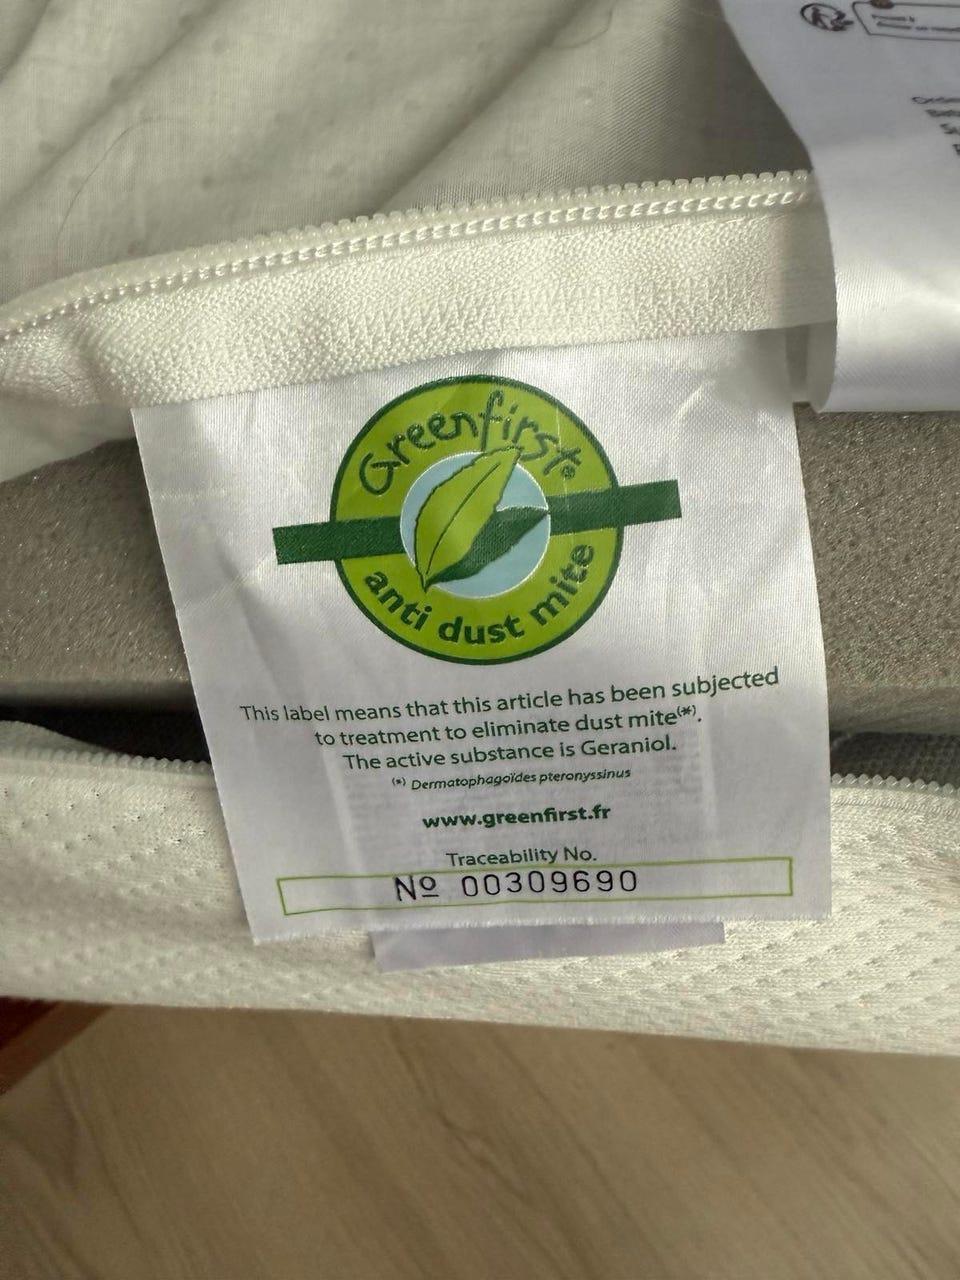 Greenfirst®
anti dust mite
This label means that this article has been subjected
to treatment to eliminate dust mite(*).
The active substance is Geraniol.
(*) Dermatophagoïdes pteronyssinus
www.greenfirst.fr
Traceability No.
Nº 00309690